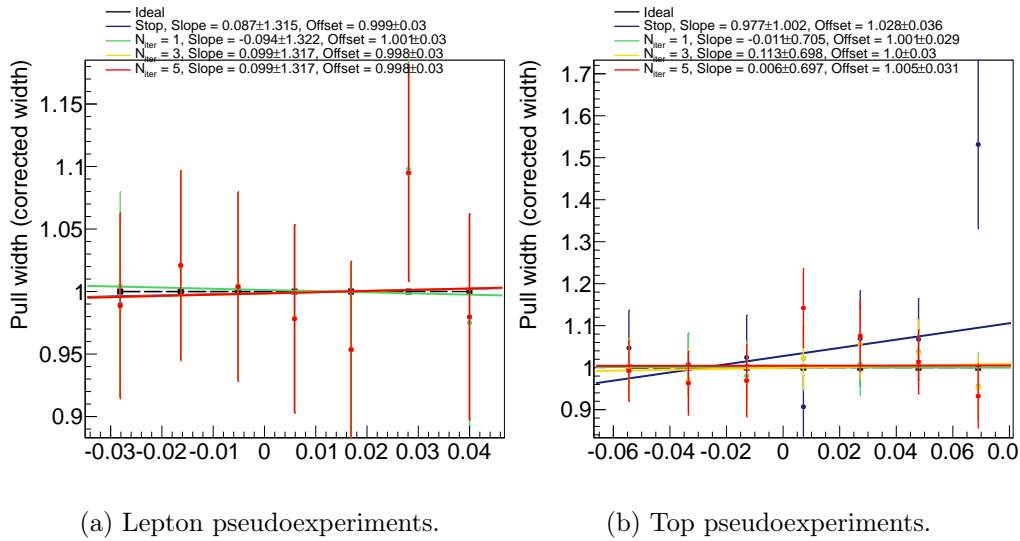 Ideal
Stop, Slope = 0.087±1.315, Offset = 0.999±0.03
N_iter = 1, Slope = -0.094±1.322, Offset = 1.001±0.03
N_iter = 3, Slope = 0.099±1.317, Offset = 0.998±0.03
N_iter = 5, Slope = 0.099±1.317, Offset = 0.998±0.03
Pull width (corrected width)
1.15
1.1
1.05
1
0.95
0.9
-0.03 -0.02 -0.01 0 0.01 0.02 0.03 0.04
(a) Lepton pseudoexperiments.
Ideal
Stop, Slope = 0.977±1.002, Offset = 1.028±0.036
N_iter = 1, Slope = -0.011±0.705, Offset = 1.001±0.029
N_iter = 3, Slope = 0.113±0.698, Offset = 1.0±0.03
N_iter = 5, Slope = 0.006±0.697, Offset = 1.005±0.031
Pull width (corrected width)
1.7
1.6
1.5
1.4
1.3
1.2
1.1
1
0.9
-0.06 -0.04 -0.02 0 0.02 0.04 0.06 0.0
(b) Top pseudoexperiments.